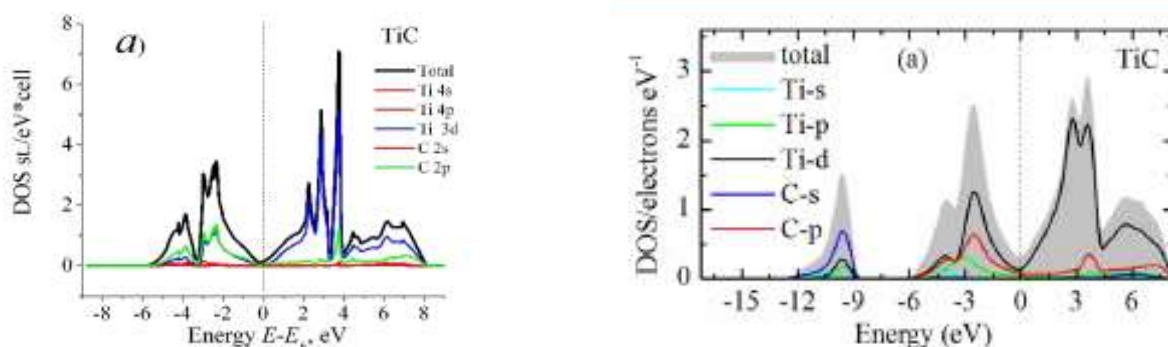 8
6
4
2
0
DOS st./eV*cell
a)
TiC
Total
Ti 4s
Ti 4p
Ti 3d
C 2s
C 2p
-8 -6 -4 -2 0 2 4 6 8
Energy E-E , eV
3
2
1
0
DOS/electrons eV⁻¹
total
Ti-s
Ti-p
Ti-d
C-s
C-p
(a)
TiC
-15 -12 -9 -6 -3 0 3 6
Energy (eV)